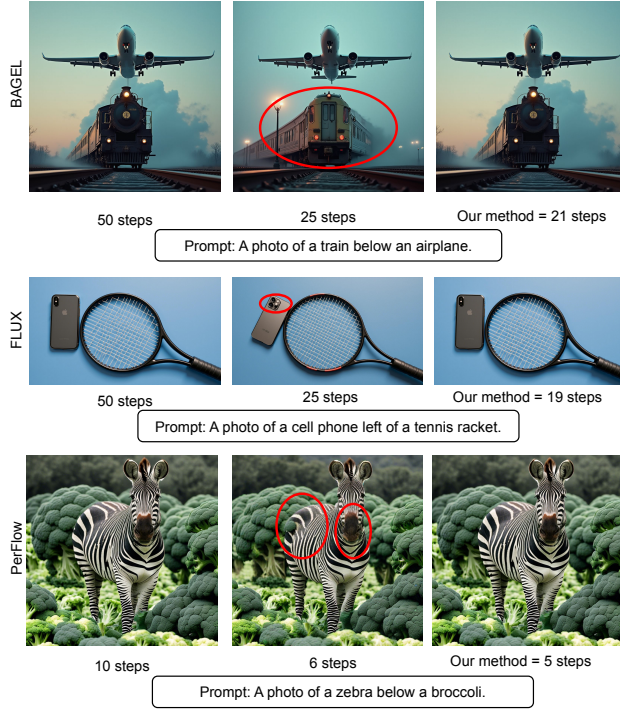 BAGEL
50 steps
25 steps
Our method = 21 steps
Prompt: A photo of a train below an airplane.
FLUX
50 steps
25 steps
Our method = 19 steps
Prompt: A photo of a cell phone left of a tennis racket.
PerFlow
10 steps
6 steps
Our method = 5 steps
Prompt: A photo of a zebra below a broccoli.